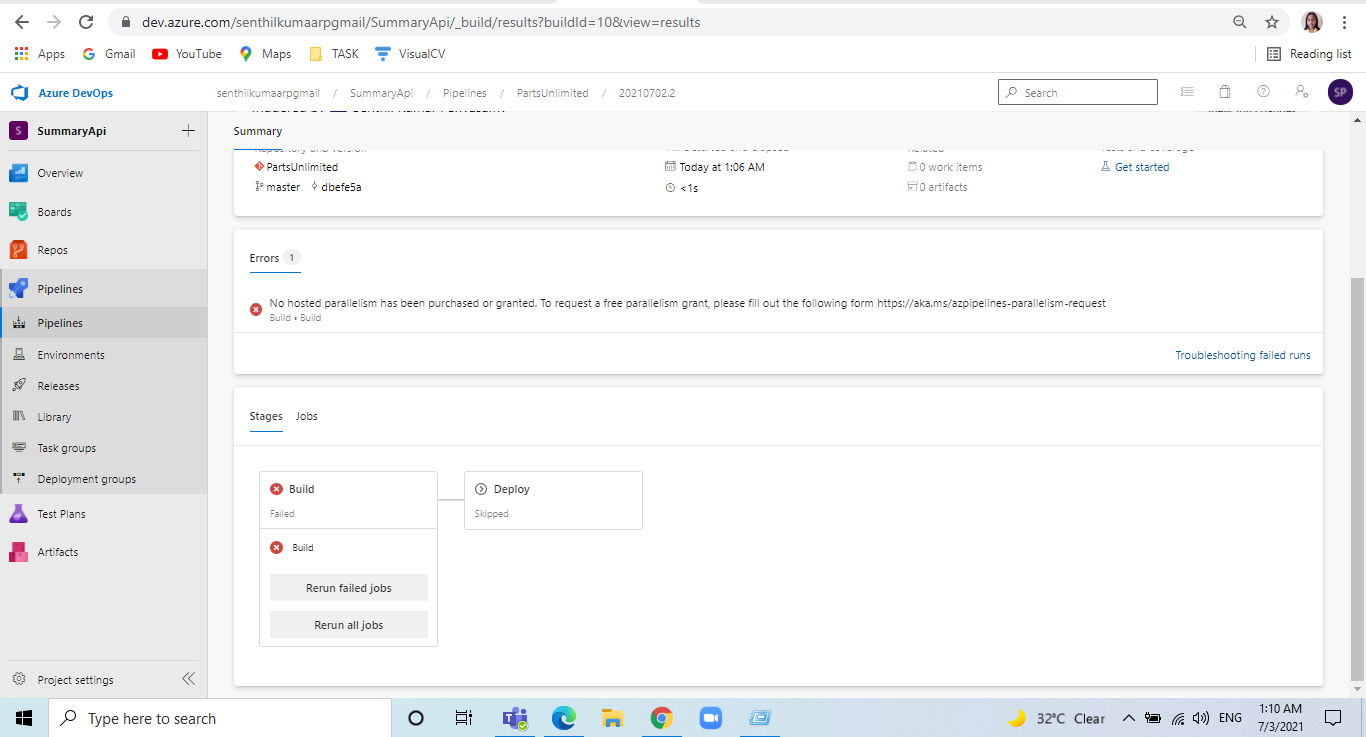 dev.azure.com/senthilkumaarpgmail/SummaryApi/_build/results?buildId=10&view=results
Apps Gmail YouTube Maps TASK VisualCV Reading list
Azure DevOps senthilkumaarpgmail / SummaryApi / Pipelines / PartsUnlimited / 20210702.2 Search SP
S SummaryApi
Summary
Overview
Boards
Repos
Pipelines
Pipelines
Environments
Releases
Library
Task groups
Deployment groups
Test Plans
Artifacts
Project settings
PartsUnlimited Today at 1:06 AM 0 work items Get started
master dbefe5a <1s 0 artifacts
Errors 1
No hosted parallelism has been purchased or granted. To request a free parallelism grant, please fill out the following form https://aka.ms/azpipelines-parallelism-request
Build • Build
Troubleshooting failed runs
Stages Jobs
Build
Failed
Build
Rerun failed jobs
Rerun all jobs
Deploy
Skipped
Type here to search
32°C Clear ENG
1:10 AM
7/3/2021